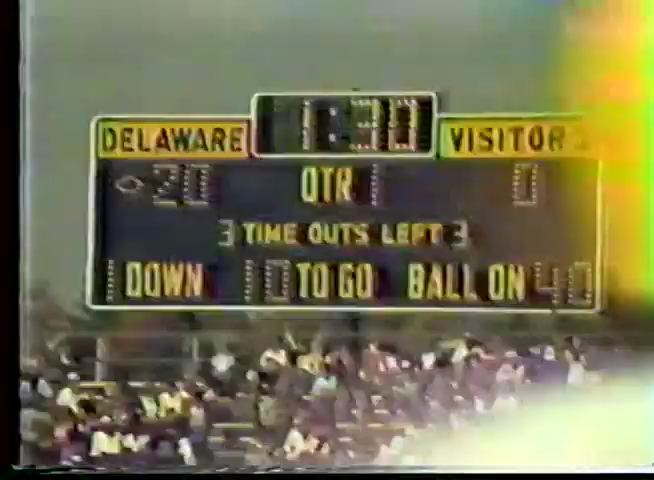 DELAWARE :30 VISITOR
20 QTR 1 0
3 TIME OUTS LEFT 3
1 DOWN 10 TO GO BALL ON 40